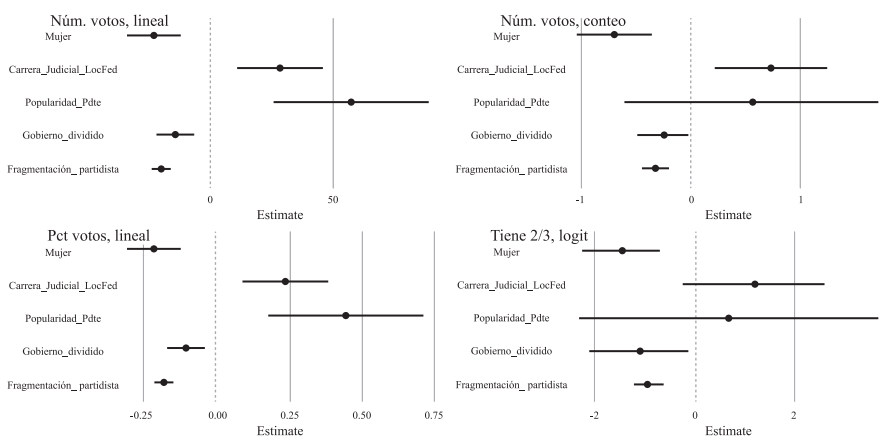 Núm. votos, lineal
Mujer
Carrera_Judicial_LocFed
Popularidad_Pdte
Gobierno_dividido
Fragmentación_ partidista
0 50
Estimate
Núm. votos, conteo
Mujer
Carrera_Judicial_LocFed
Popularidad_Pdte
Gobierno_dividido
Fragmentación_ partidista
-1 0 1
Estimate
Pct votos, lineal
Mujer
Carrera_Judicial_LocFed
Popularidad_Pdte
Gobierno_dividido
Fragmentación_ partidista
-0.25 0.00 0.25 0.50 0.75
Estimate
Tiene 2/3, logit
Mujer
Carrera_Judicial_LocFed
Popularidad_Pdte
Gobierno_dividido
Fragmentación_ partidista
-2 0 2
Estimate